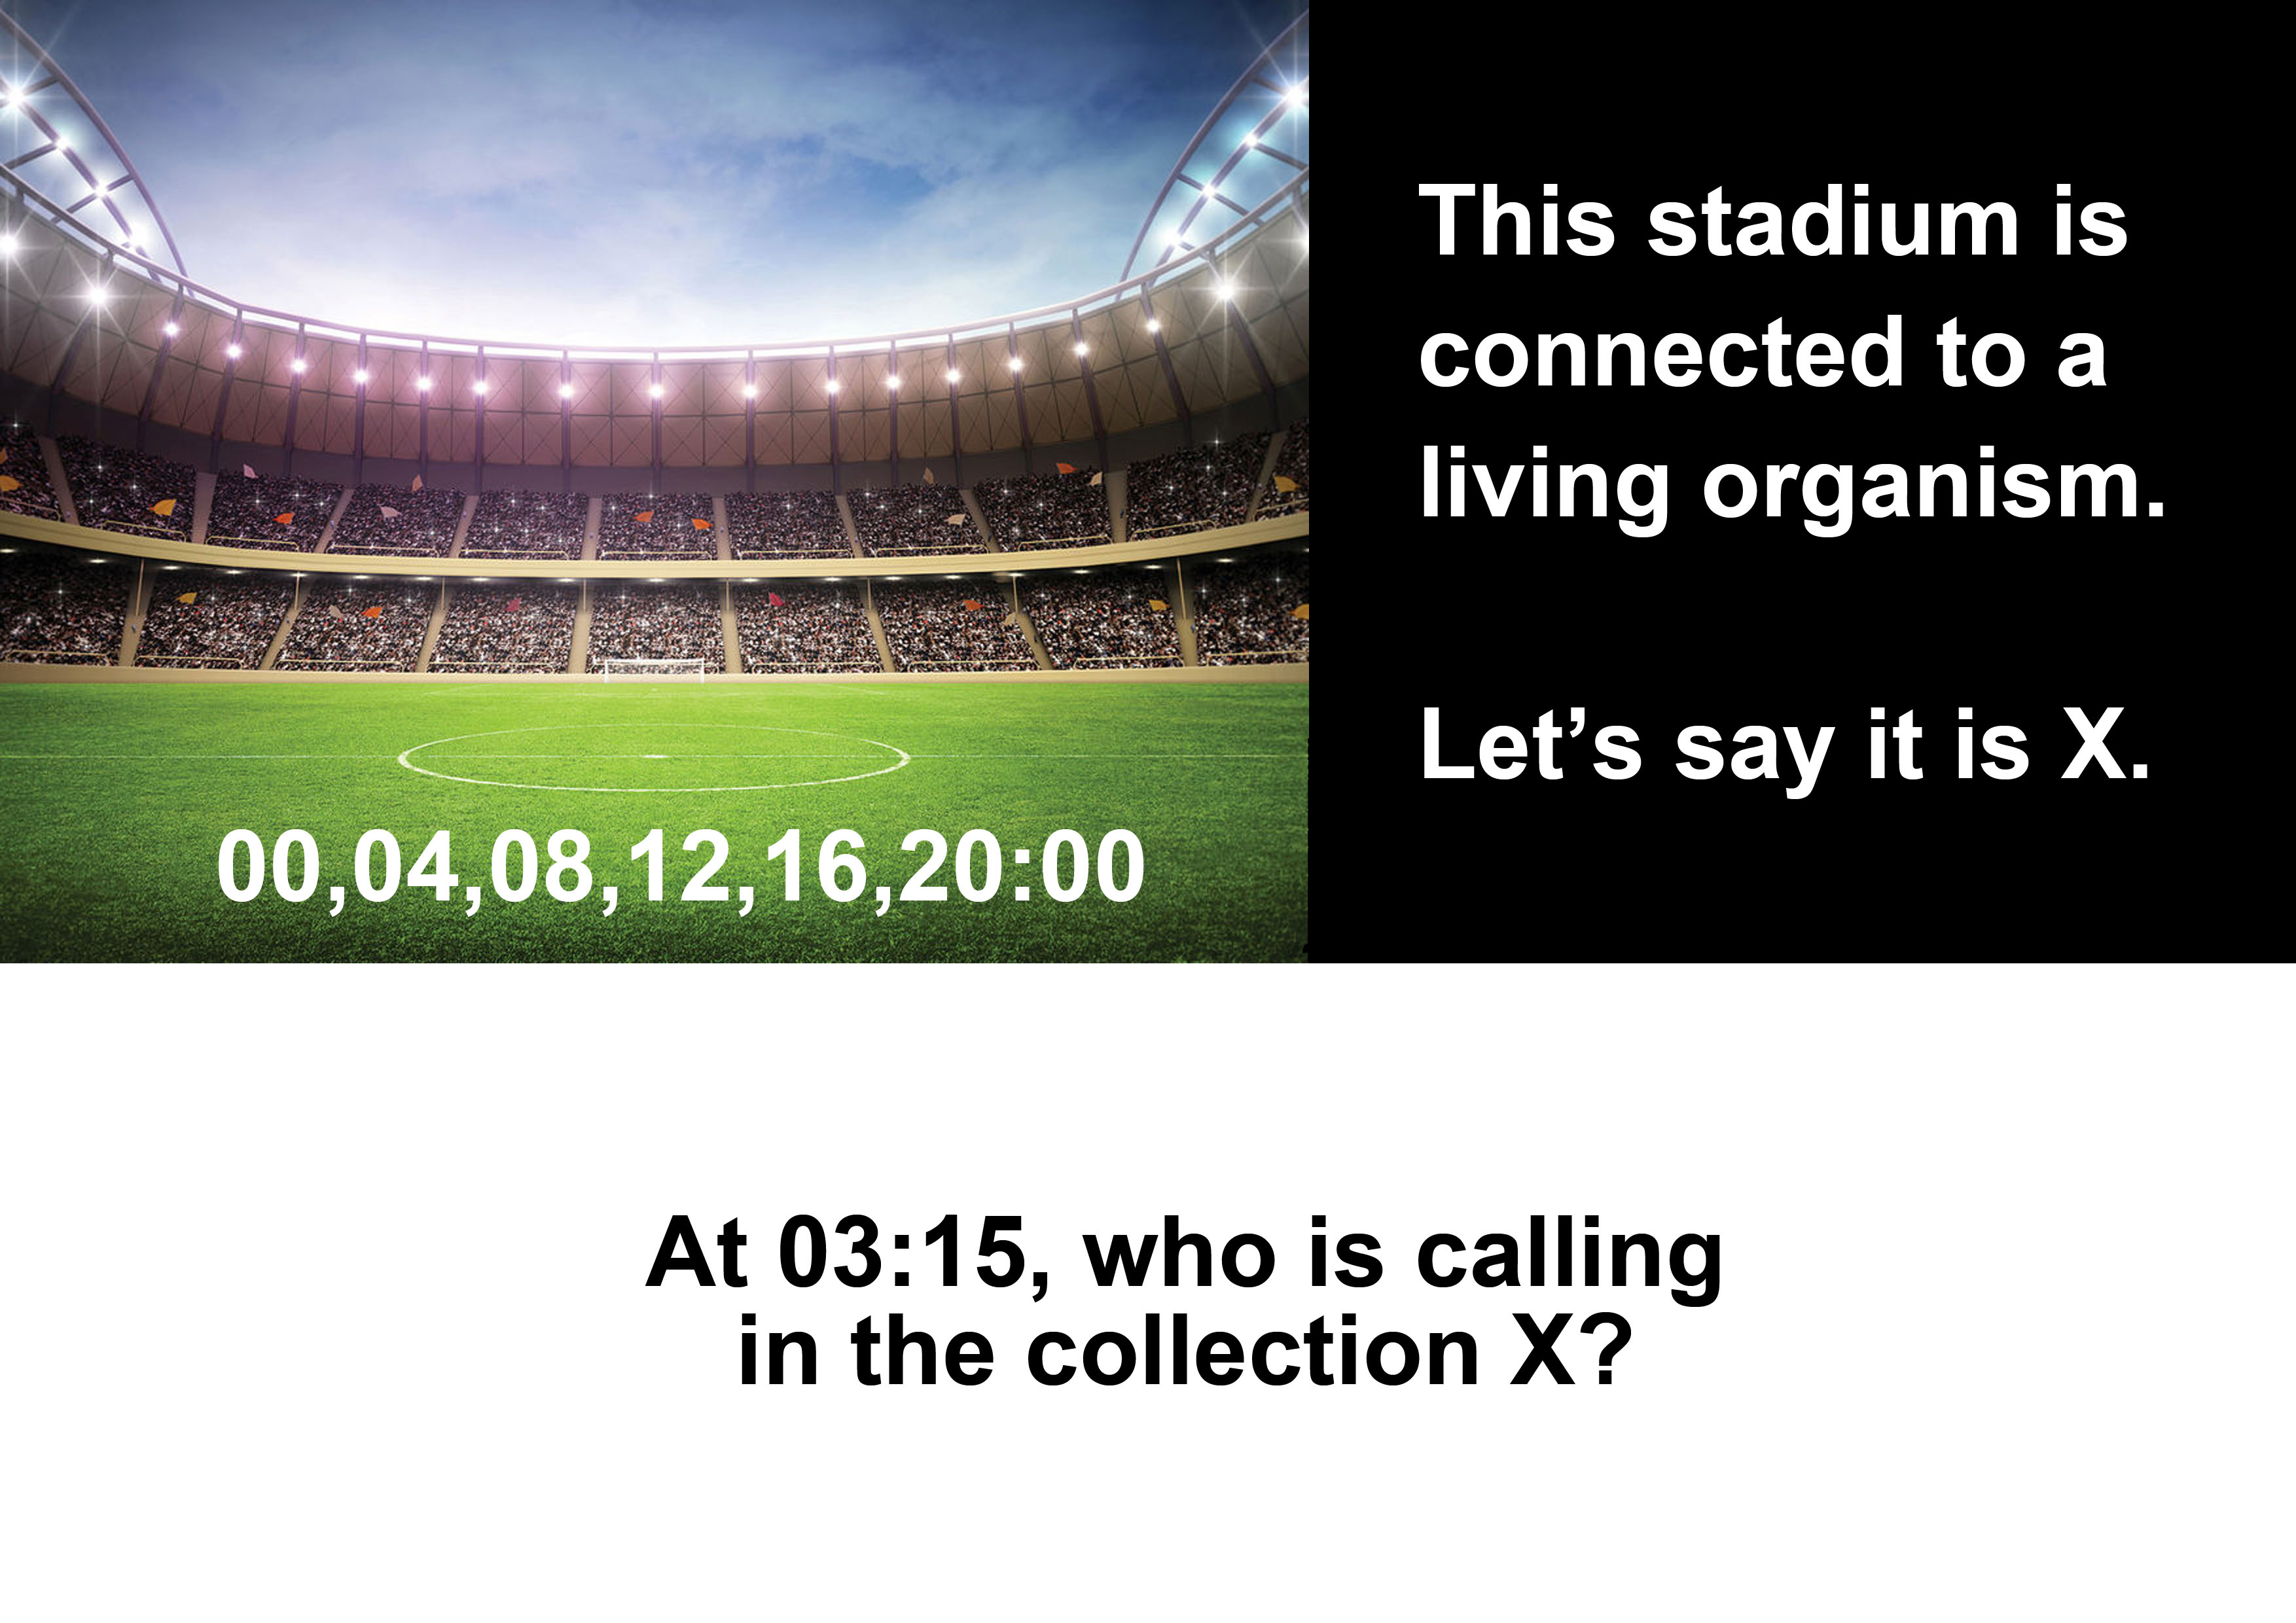 This stadium is
connected to a
living organism.
Let’s say it is X.
00,04,08,12,16,20:00
At 03:15, who is calling
in the collection X?